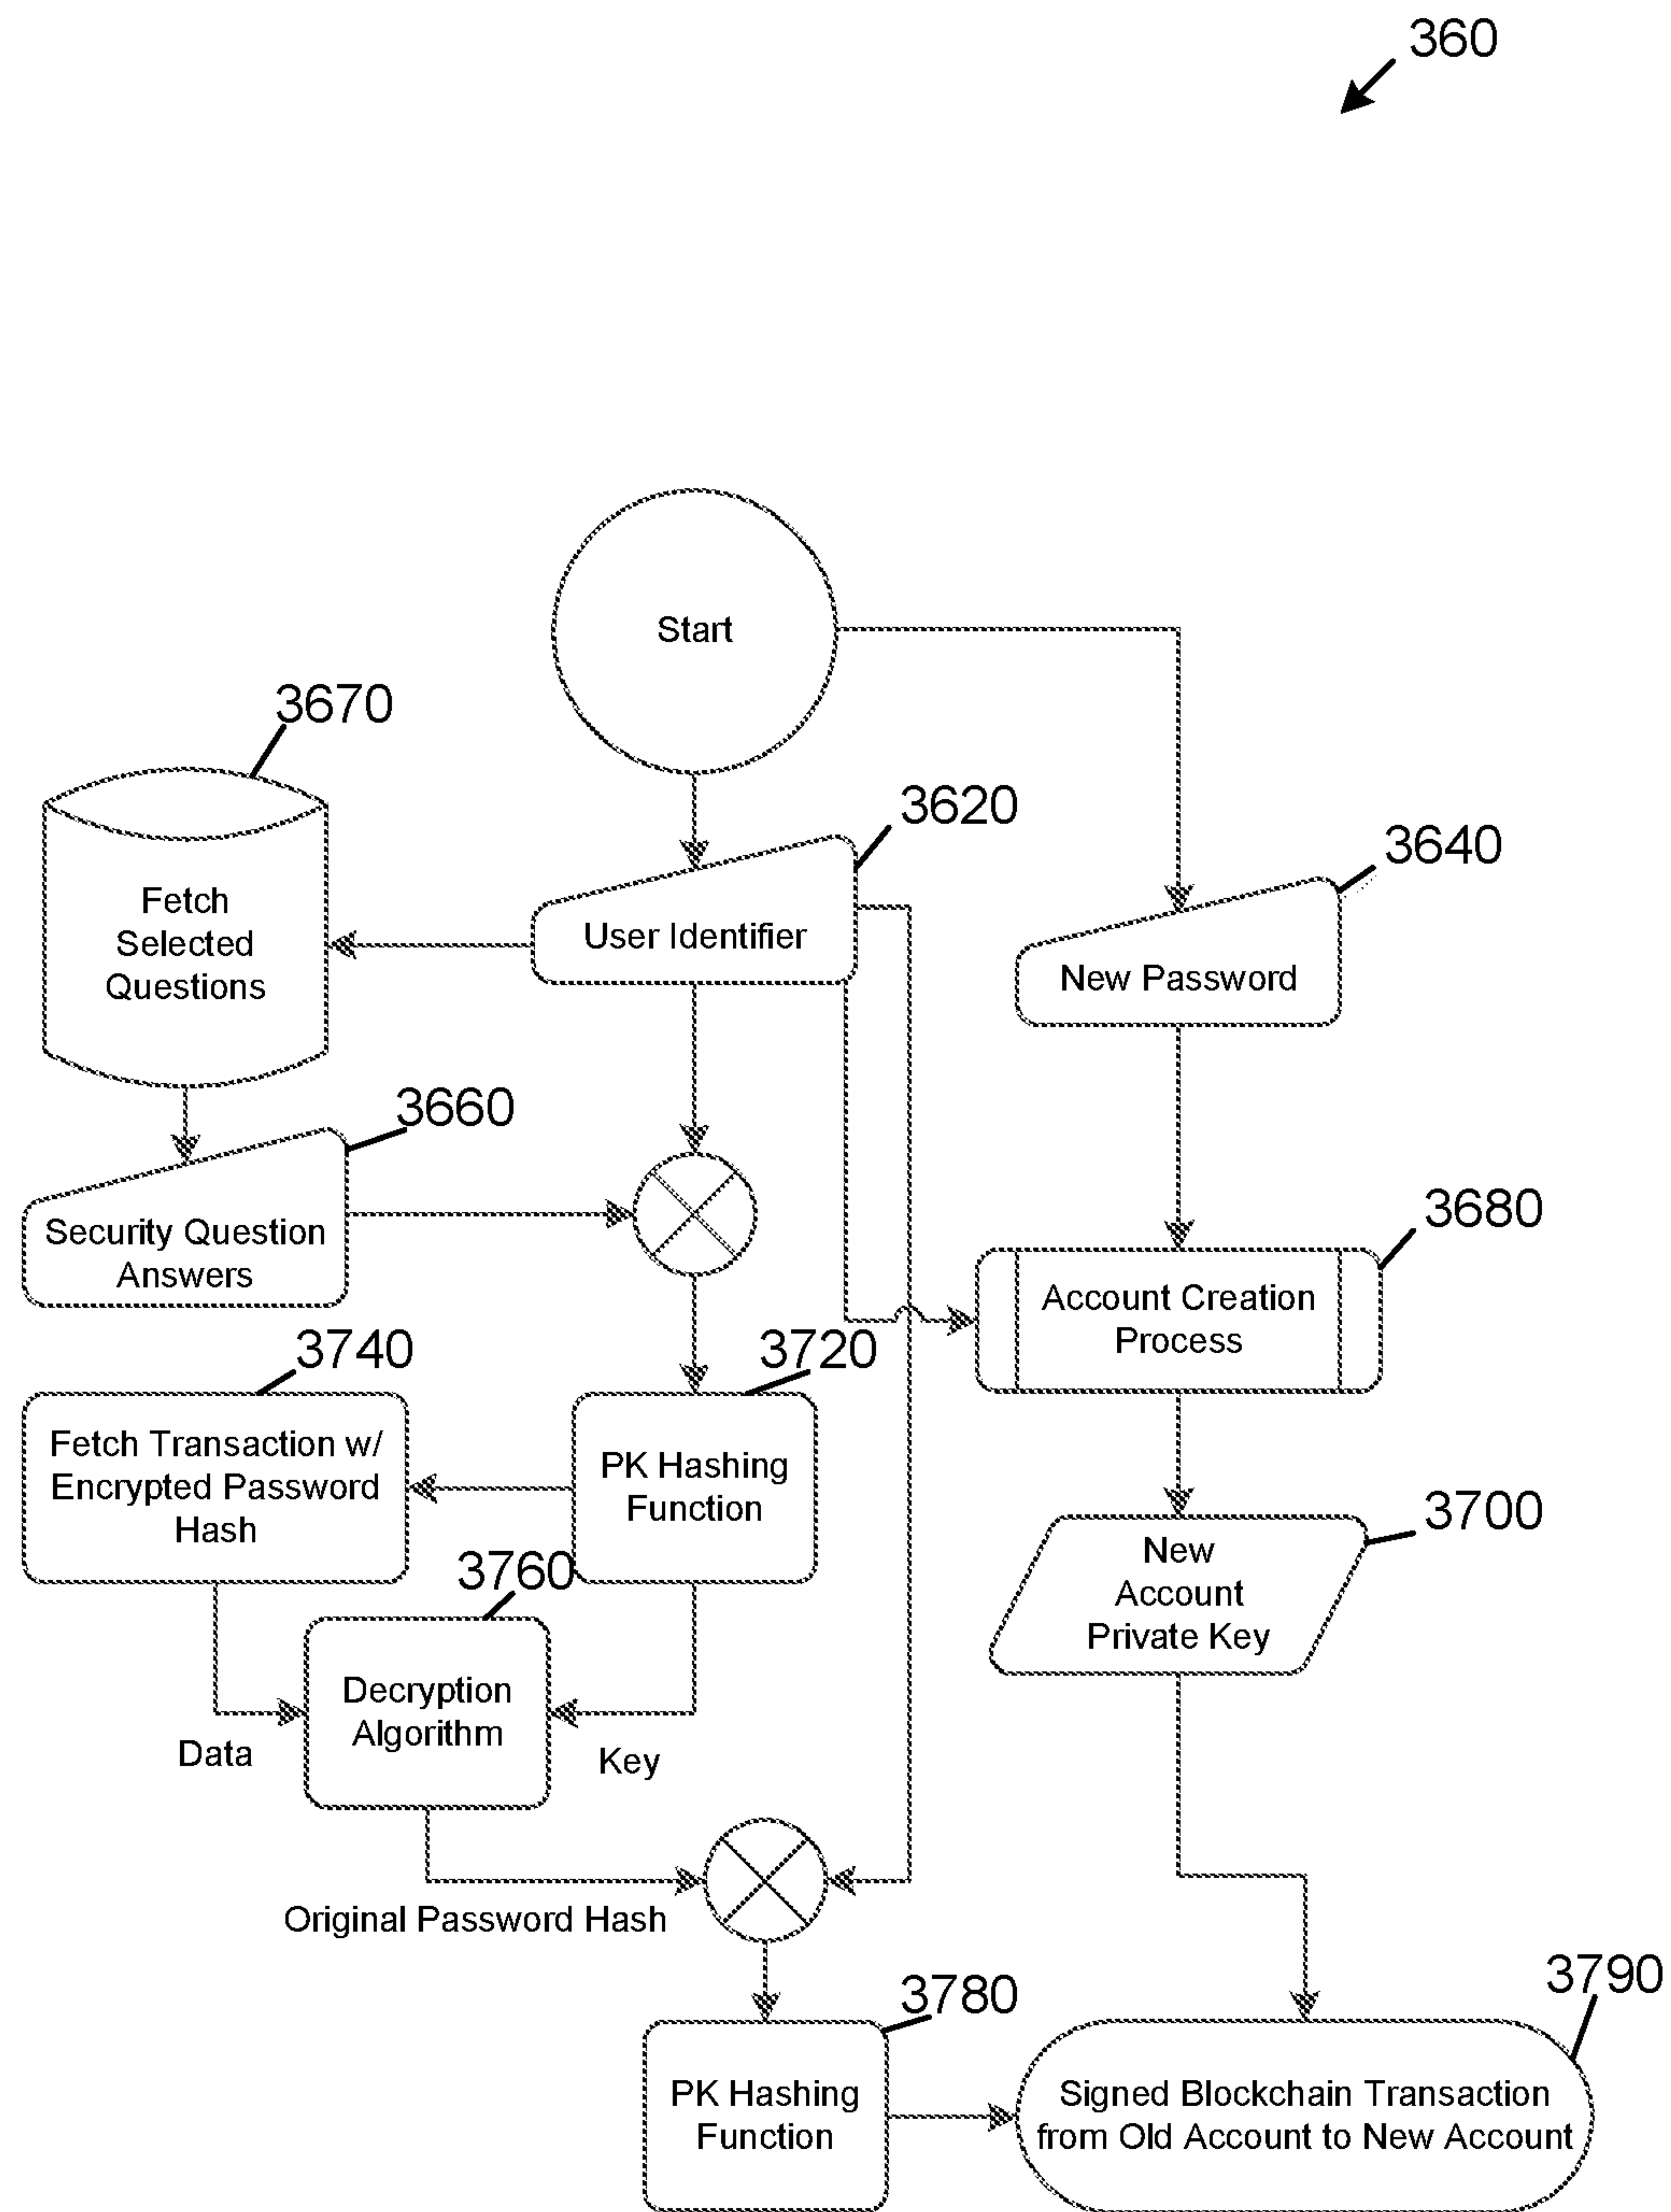 360
Start
3670
3620
3640
Fetch
Selected
Questions
User Identifier
New Password
3660
Security Question
Answers
3680
Account Creation
Process
3740
3720
Fetch Transaction w/
Encrypted Password
Hash
PK Hashing
Function
3700
New
Account
Private Key
3760
Decryption
Algorithm
Data
Key
Original Password Hash
3780
3790
PK Hashing
Function
Signed Blockchain Transaction
from Old Account to New Account